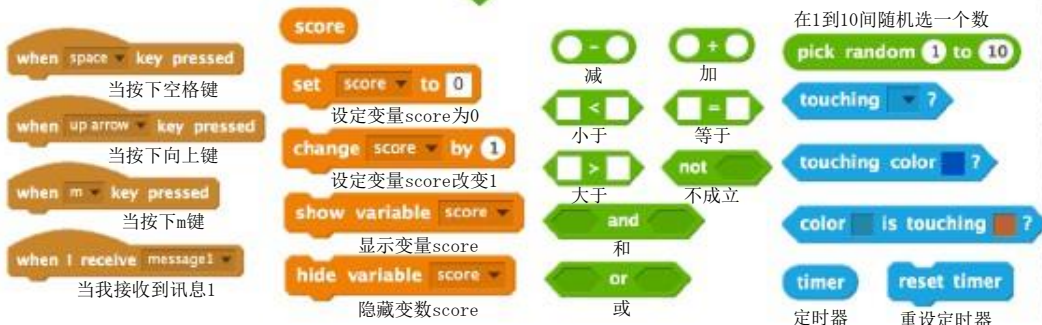 when space key pressed
当按下空格键
when up arrow key pressed
当按下向上键
when m key pressed
当按下m键
when I receive message1
当我接收到讯息1
score
set score to 0
设定变量score为0
change score by 1
设定变量score改变1
show variable score
显示变量score
hide variable score
隐藏变数score
-
减
+
加
<
小于
=
等于
>
大于
not
不成立
and
和
or
或
在1到10间随机选一个数
pick random 1 to 10
touching ?
touching color ?
color is touching ?
timer
定时器
reset timer
重设定时器